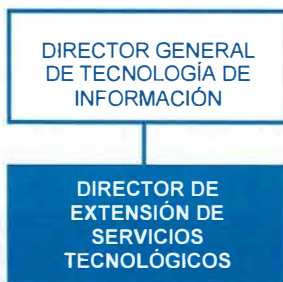 DIRECTOR GENERAL
DE TECNOLOGÍA DE
INFORMACIÓN
DIRECTOR DE
EXTENSIÓN DE
SERVICIOS
TECNOLÓGICOS